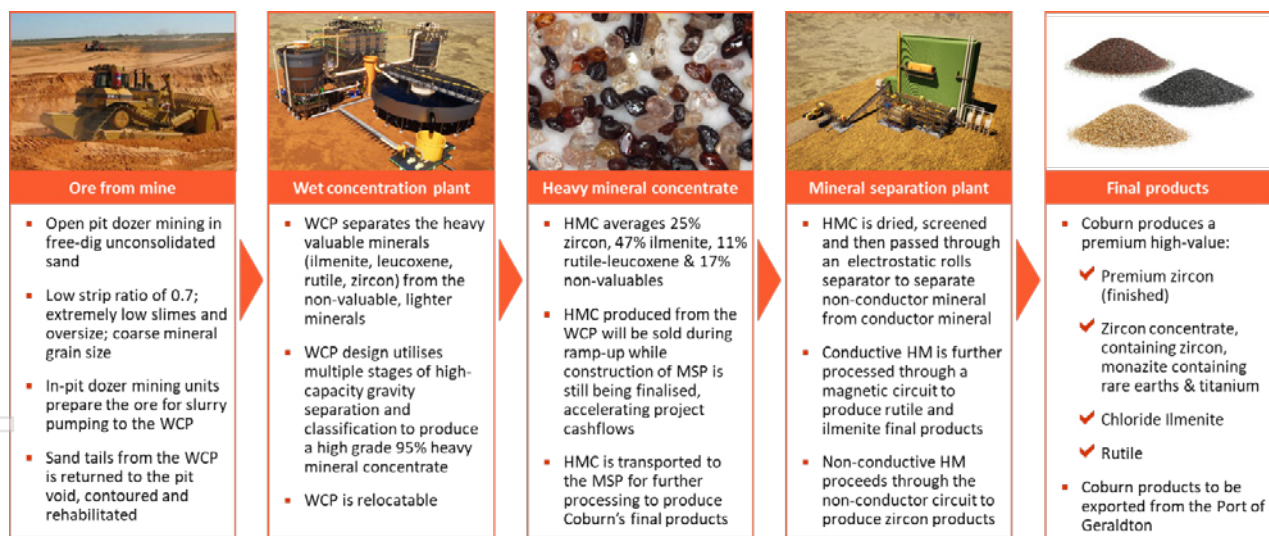 Ore from mine
Open pit dozer mining in
free-dig unconsolidated
sand
Low strip ratio of 0.7;
extremely low slimes and
oversize; coarse mineral
grain size
In-pit dozer mining units
prepare the ore for slurry
pumping to the WCP
Sand tails from the WCP
is returned to the pit
void, contoured and
rehabilitated
Wet concentration plant
WCP separates the heavy
valuable minerals
(ilmenite, leucoxene,
rutile, zircon) from the
non-valuable, lighter
minerals
WCP design utilises
multiple stages of high-
capacity gravity
separation and
classification to produce
a high grade 95% heavy
mineral concentrate
WCP is relocatable
Heavy mineral concentrate
HMC averages 25%
zircon, 47% ilmenite, 11%
rutile-leucoxene & 17%
non-valuables
HMC produced from the
WCP will be sold during
ramp-up while
construction of MSP is
still being finalised,
accelerating project
cashflows
HMC is transported to
the MSP for further
processing to produce
Coburn's final products
Mineral separation plant
HMC is dried, screened
and then passed through
an electrostatic rolls
separator to separate
non-conductor mineral
from conductor mineral
Conductive HM is further
processed through a
magnetic circuit to
produce rutile and
ilmenite final products
Non-conductive HM
proceeds through the
non-conductor circuit to
produce zircon products
Final products
Coburn produces a
premium high-value:
Premium zircon
(finished)
Zircon concentrate,
containing zircon,
monazite containing
rare earths & titanium
Chloride Ilmenite
Rutile
Coburn products to be
exported from the Port of
Geraldton